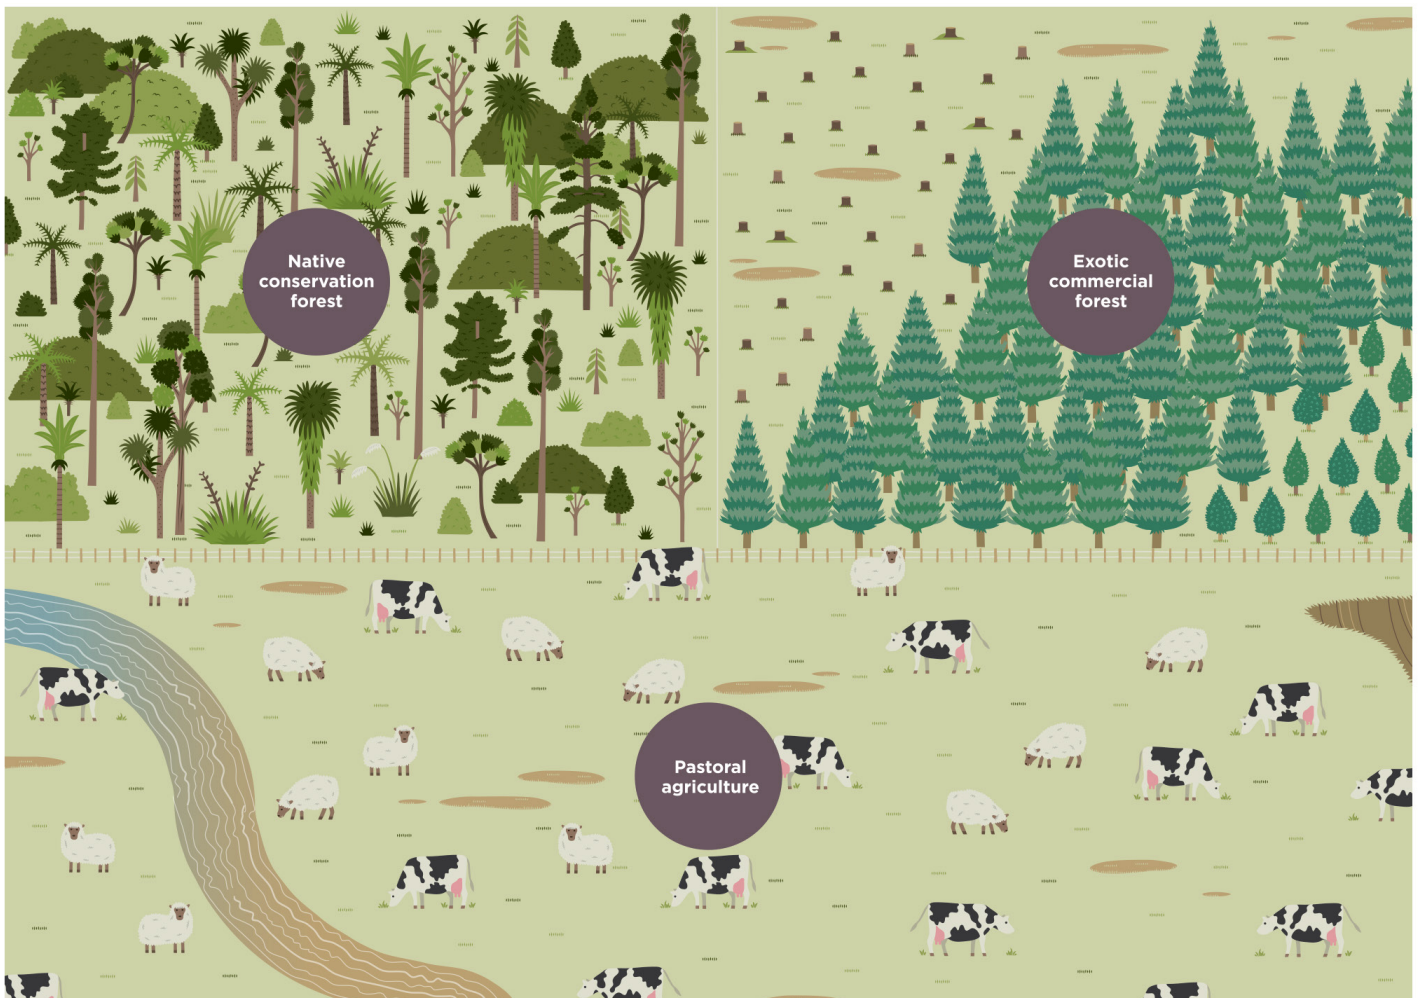 Native
conservation
forest
Exotic
commercial
forest
Pastoral
agriculture